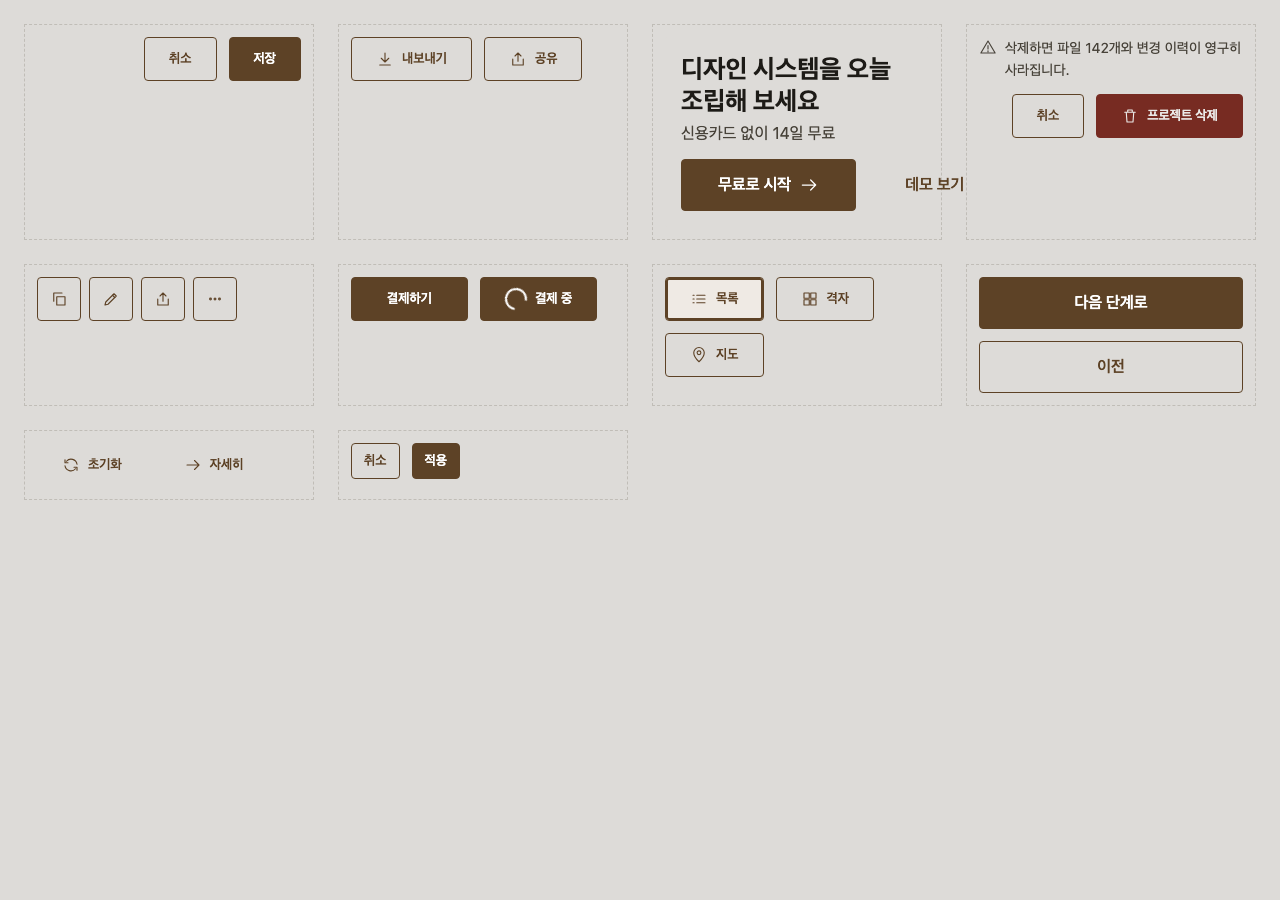 취소
저장
내보내기
공유
디자인 시스템을 오늘
조립해 보세요
신용카드 없이 14일 무료
무료로 시작
데모 보기
삭제하면 파일 142개와 변경 이력이 영구히
사라집니다.
취소
프로젝트 삭제
결제하기
결제 중
목록
격자
지도
다음 단계로
이전
초기화
자세히
취소
적용